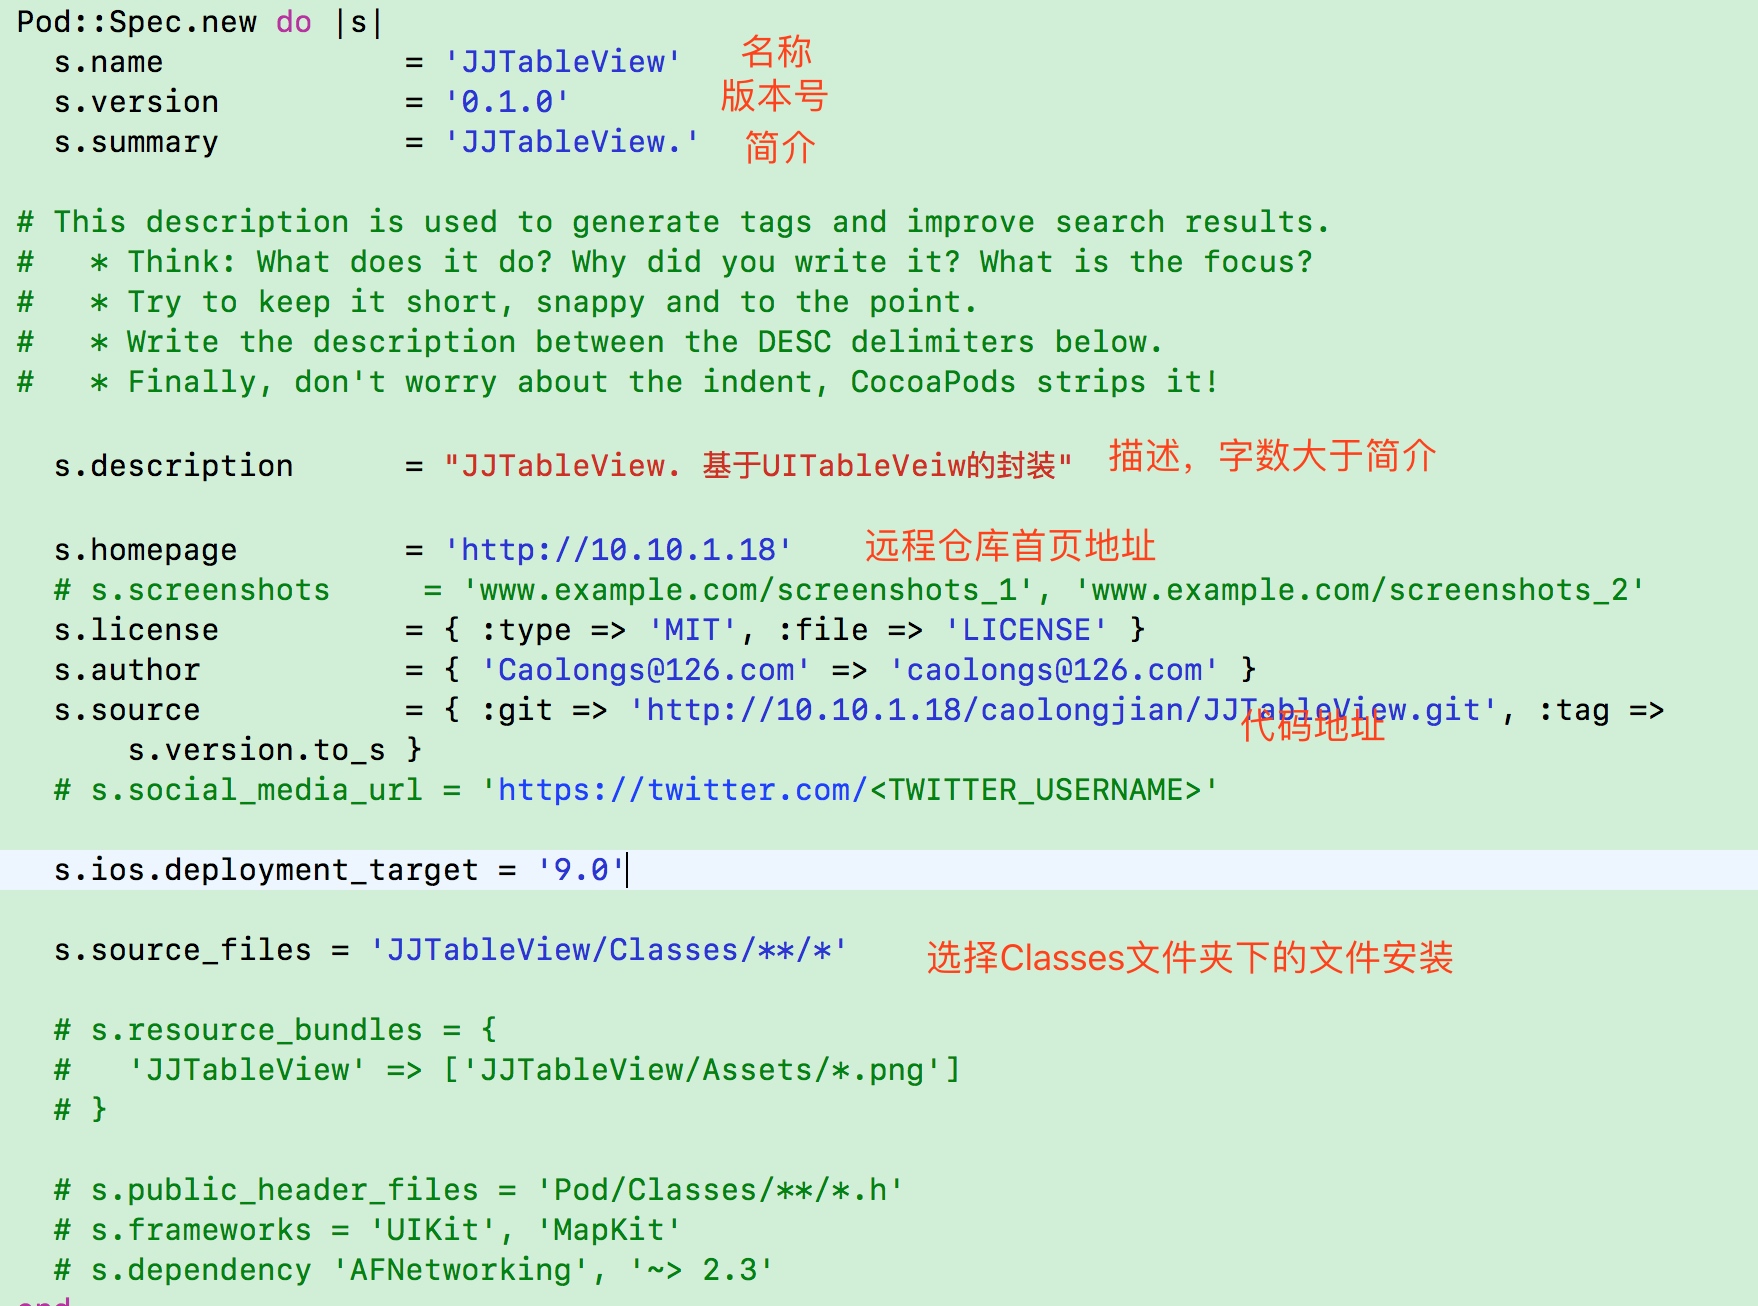 Pod::Spec.new do |s|
  s.name             = 'JJTableView' 名称
  s.version          = '0.1.0' 版本号
  s.summary          = 'JJTableView.' 简介
# This description is used to generate tags and improve search results.
#   * Think: What does it do? Why did you write it? What is the focus?
#   * Try to keep it short, snappy and to the point.
#   * Write the description between the DESC delimiters below.
#   * Finally, don't worry about the indent, CocoaPods strips it!
  s.description      = "JJTableView. 基于UITableVeiw的封装" 描述，字数大于简介
  s.homepage         = 'http://10.10.1.18' 远程仓库首页地址
  # s.screenshots     = 'www.example.com/screenshots_1', 'www.example.com/screenshots_2'
  s.license          = { :type => 'MIT', :file => 'LICENSE' }
  s.author           = { 'Caolongs@126.com' => 'caolongs@126.com' }
  s.source           = { :git => 'http://10.10.1.18/caolongjian/JJTableView.git', :tag =>
代码地址
      s.version.to_s }
  # s.social_media_url = 'https://twitter.com/<TWITTER_USERNAME>'
  s.ios.deployment_target = '9.0'
  s.source_files = 'JJTableView/Classes/**/*' 选择Classes文件夹下的文件安装
  # s.resource_bundles = {
  #   'JJTableView' => ['JJTableView/Assets/*.png']
  # }
  # s.public_header_files = 'Pod/Classes/**/*.h'
  # s.frameworks = 'UIKit', 'MapKit'
  # s.dependency 'AFNetworking', '~> 2.3'
end